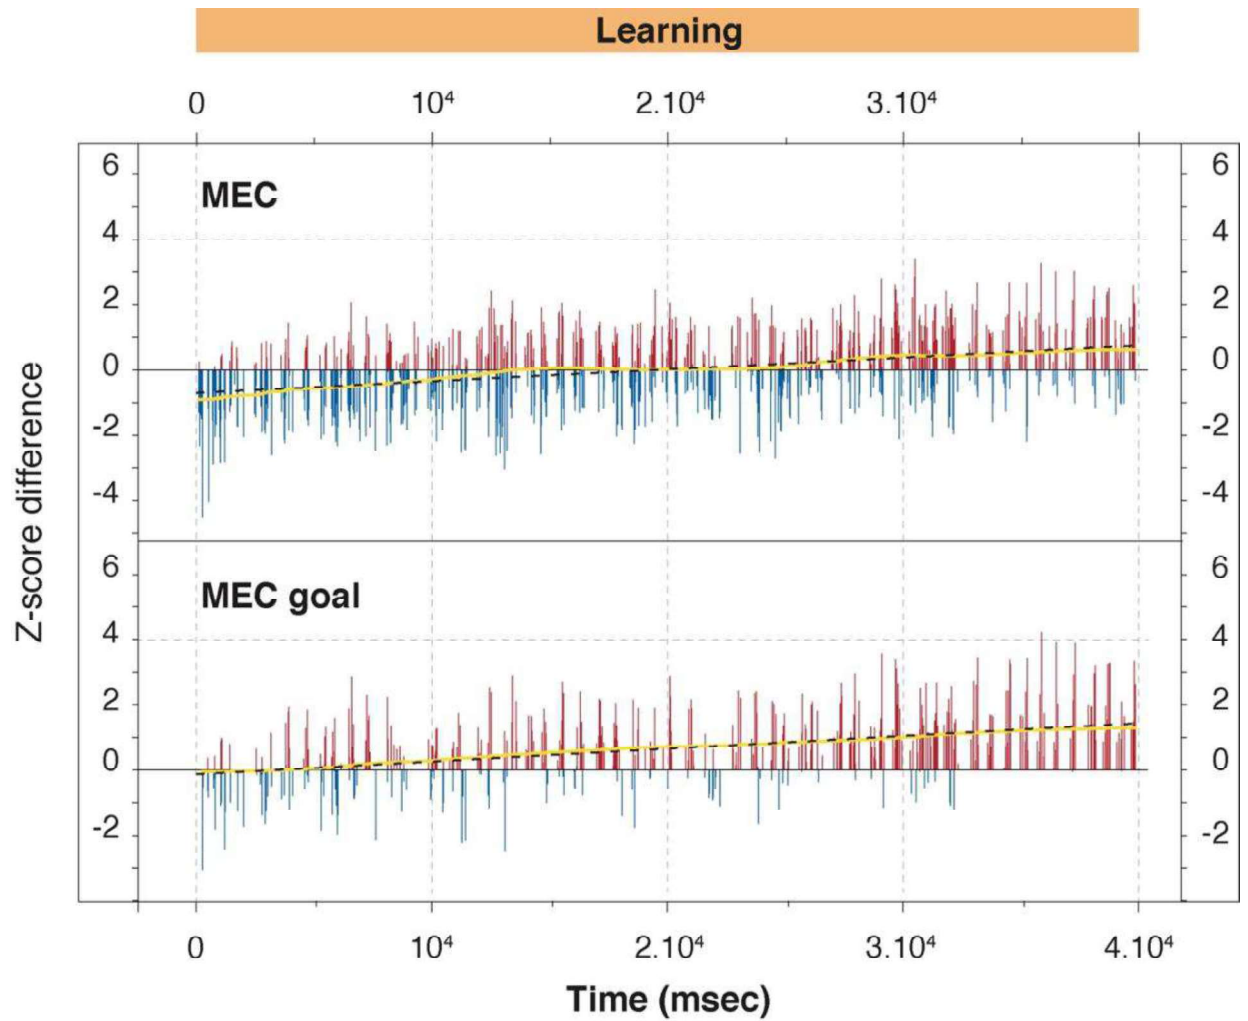 Learning
0 10⁴ 2.10⁴ 3.10⁴
6 6
MEC
4 4
2 2
0 0
-2 -2
-4 -4
Z-score difference
6 6
MEC goal
4 4
2 2
0 0
-2 -2
0 10⁴ 2.10⁴ 3.10⁴ 4.10⁴
Time (msec)